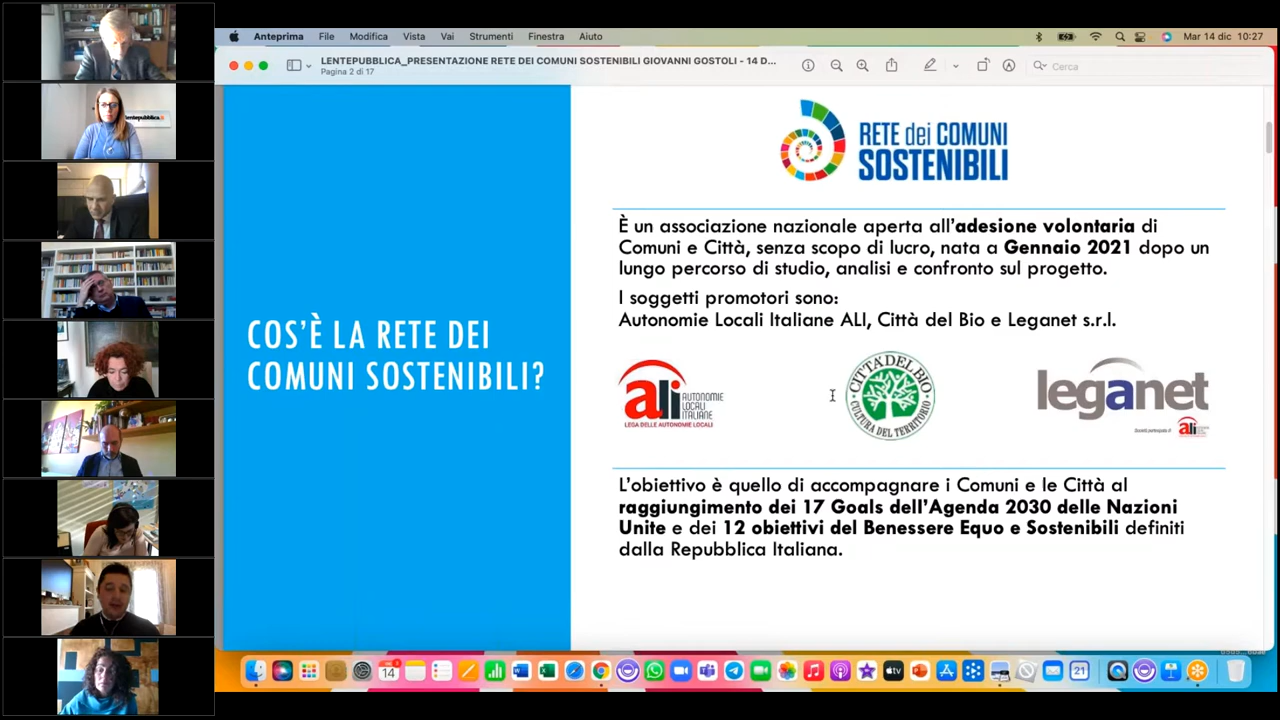 lentepubblica
Anteprima File Modifica Vista Vai Strumenti Finestra Aiuto
Mar 14 dic 10:27
LENTEPUBBLICA_PRESENTAZIONE RETE DEI COMUNI SOSTENIBILI GIOVANNI GOSTOLI - 14 D...
Pagina 2 di 17
Cerca
RETE dei COMUNI
SOSTENIBILI
È un associazione nazionale aperta all'adesione volontaria di
Comuni e Città, senza scopo di lucro, nata a Gennaio 2021 dopo un
lungo percorso di studio, analisi e confronto sul progetto.
I soggetti promotori sono:
Autonomie Locali Italiane ALI, Città del Bio e Leganet s.r.l.
COS'È LA RETE DEI
COMUNI SOSTENIBILI?
ali AUTONOMIE
LOCALI
ITALIANE
LEGA DELLE AUTONOMIE LOCALI
CITTÀ DEL BIO
CULTURA DEL TERRITORIO
leganet
ali
L'obiettivo è quello di accompagnare i Comuni e le Città al
raggiungimento dei 17 Goals dell'Agenda 2030 delle Nazioni
Unite e dei 12 obiettivi del Benessere Equo e Sostenibili definiti
dalla Repubblica Italiana.
14
tv
21